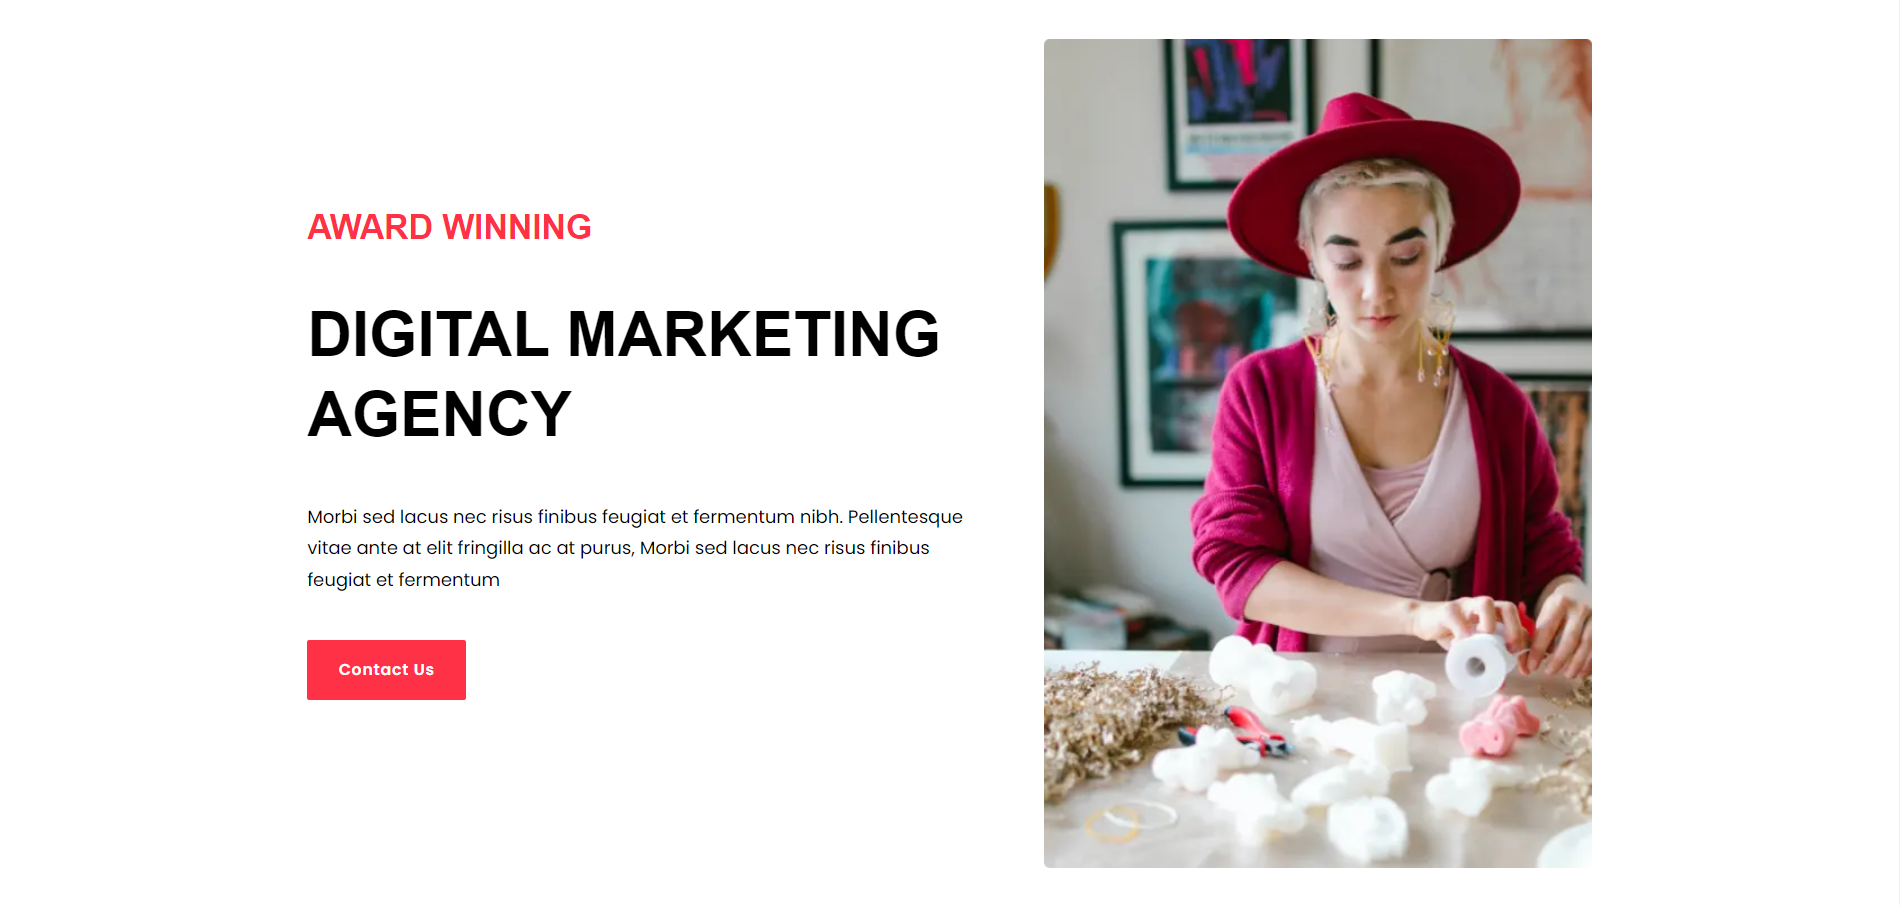 AWARD WINNING
DIGITAL MARKETING
AGENCY
Morbi sed lacus nec risus finibus feugiat et fermentum nibh. Pellentesque
vitae ante at elit fringilla ac at purus, Morbi sed lacus nec risus finibus
feugiat et fermentum
Contact Us